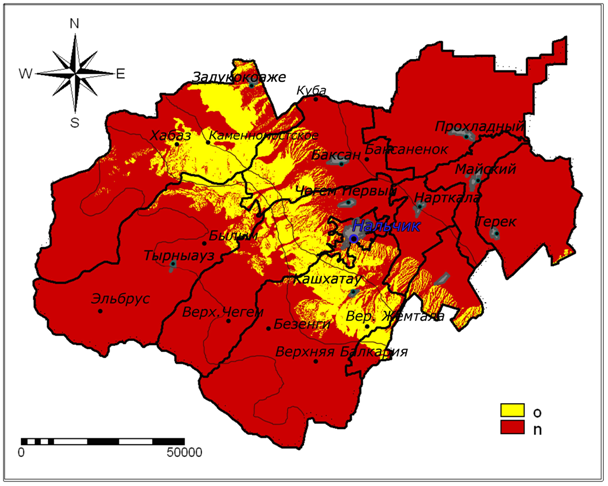 N
W E
S
Залукокоаже
Куба
Хабаз
Каменномостское
Прохладный
Баксан
Баксаненок
Майский
Чегем Первый
Нарткала
Терек
Нальчик
Былым
Тырныауз
Кашхатау
Эльбрус
Верх.Чегем
Безенги
Вер. Жемтала
Верхняя Балкария
о
п
0 50000